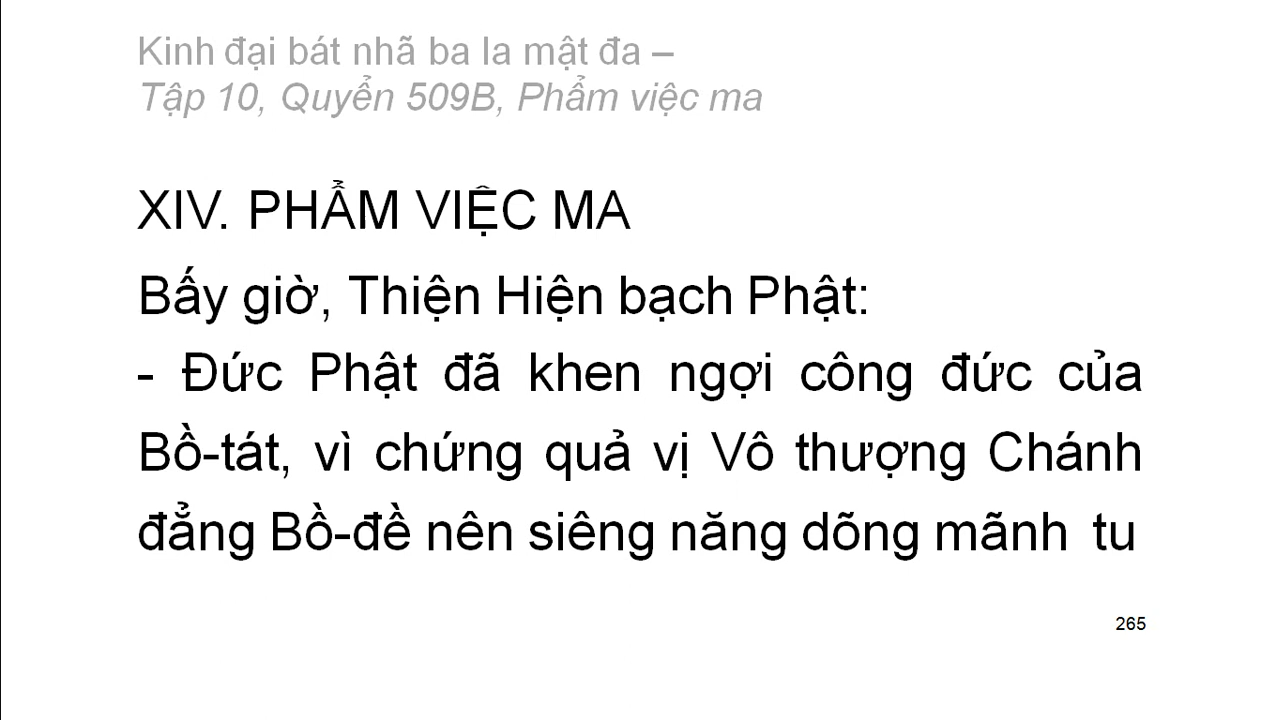 Kinh đại bát nhã ba la mật đa –
Tập 10, Quyển 509B, Phẩm việc ma
XIV. PHẨM VIỆC MA
Bấy giờ, Thiện Hiện bạch Phật:
- Đức Phật đã khen ngợi công đức của
Bồ-tát, vì chứng quả vị Vô thượng Chánh
đẳng Bồ-đề nên siêng năng dõng mãnh tu
265